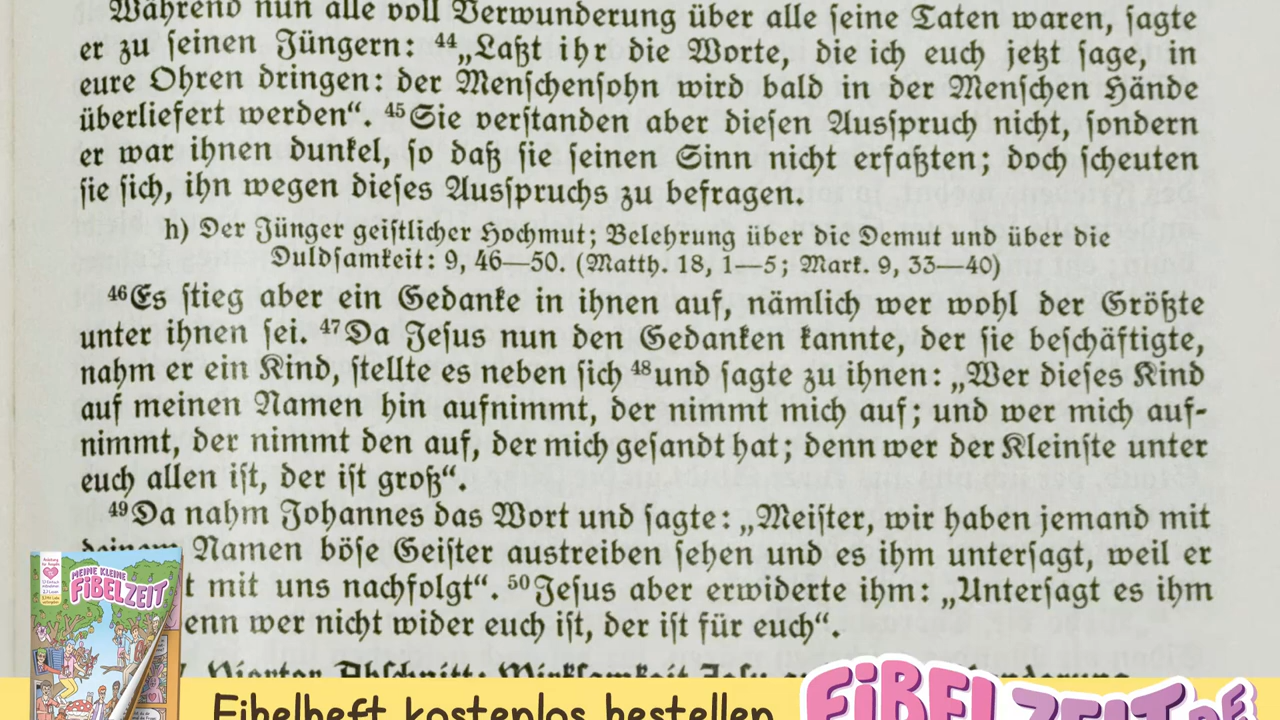 Während nun alle voll Verwunderung über alle seine Taten waren, sagte
er zu seinen Jüngern: ⁴⁴„Laßt ihr die Worte, die ich euch jetzt sage, in
eure Ohren dringen: der Menschensohn wird bald in der Menschen Hände
überliefert werden“. ⁴⁵Sie verstanden aber diesen Ausspruch nicht, sondern
er war ihnen dunkel, so daß sie seinen Sinn nicht erfaßten; doch scheuten
sie sich, ihn wegen dieses Ausspruchs zu befragen.
h) Der Jünger geistlicher Hochmut; Belehrung über die Demut und über die
Duldsamkeit: 9, 46—50. (Matth. 18, 1—5; Mark. 9, 33—40)
⁴⁶Es stieg aber ein Gedanke in ihnen auf, nämlich wer wohl der Größte
unter ihnen sei. ⁴⁷Da Jesus nun den Gedanken kannte, der sie beschäftigte,
nahm er ein Kind, stellte es neben sich ⁴⁸und sagte zu ihnen: „Wer dieses Kind
auf meinen Namen hin aufnimmt, der nimmt mich auf; und wer mich auf-
nimmt, der nimmt den auf, der mich gesandt hat; denn wer der Kleinste unter
euch allen ist, der ist groß“.
⁴⁹Da nahm Johannes das Wort und sagte: „Meister, wir haben jemand mit
deinem Namen böse Geister austreiben sehen und es ihm untersagt, weil er
t mit uns nachfolgt“. ⁵⁰Jesus aber erwiderte ihm: „Untersagt es ihm
enn wer nicht wider euch ist, der ist für euch“.
Vierter Abschnitt: Wirksamkeit Jesu
MEINE KLEINE
FiBELZEIT
Fibelheft kostenlos bestellen
FiBELZEIT.DE